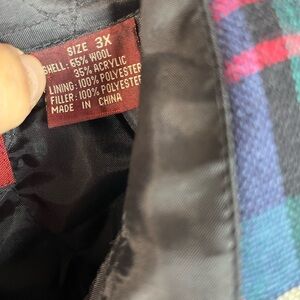 SIZE 3X
SHELL: 65% WOOL
35% ACRYLIC
LINING: 100% POLYESTER
FILLER: 100% POLYESTER
MADE IN CHINA